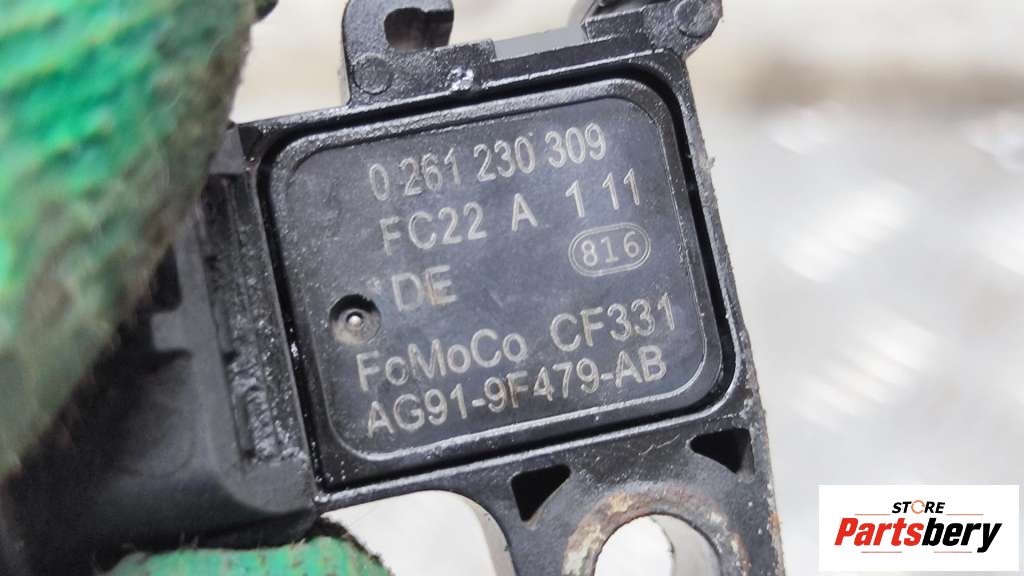 0 261 230 309
FC22 A 1 11
816
DE
FoMoCo CF331
AG91-9F479-AB
STORE
Partsbery